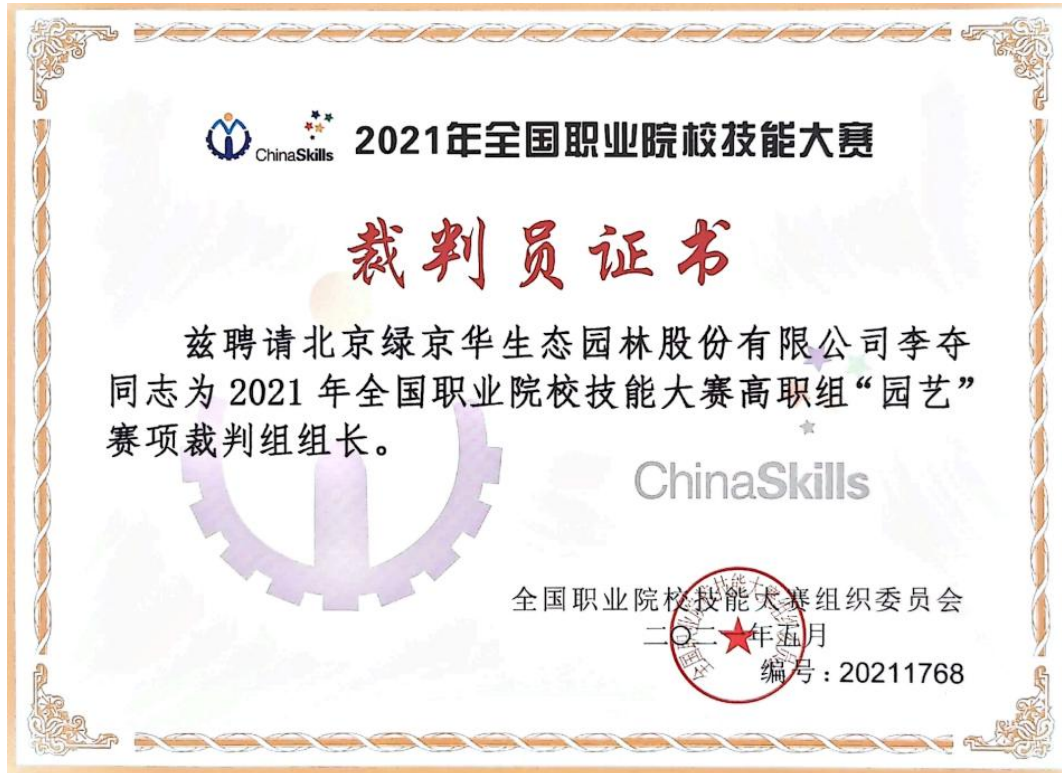 ChinaSkills 2021年全国职业院校技能大赛
裁判员证书
兹聘请北京绿京华生态园林股份有限公司李夺
同志为2021年全国职业院校技能大赛高职组“园艺”
赛项裁判组组长。
ChinaSkills
全国职业院校技能大赛组织委员会
二〇二一年五月
编号:20211768